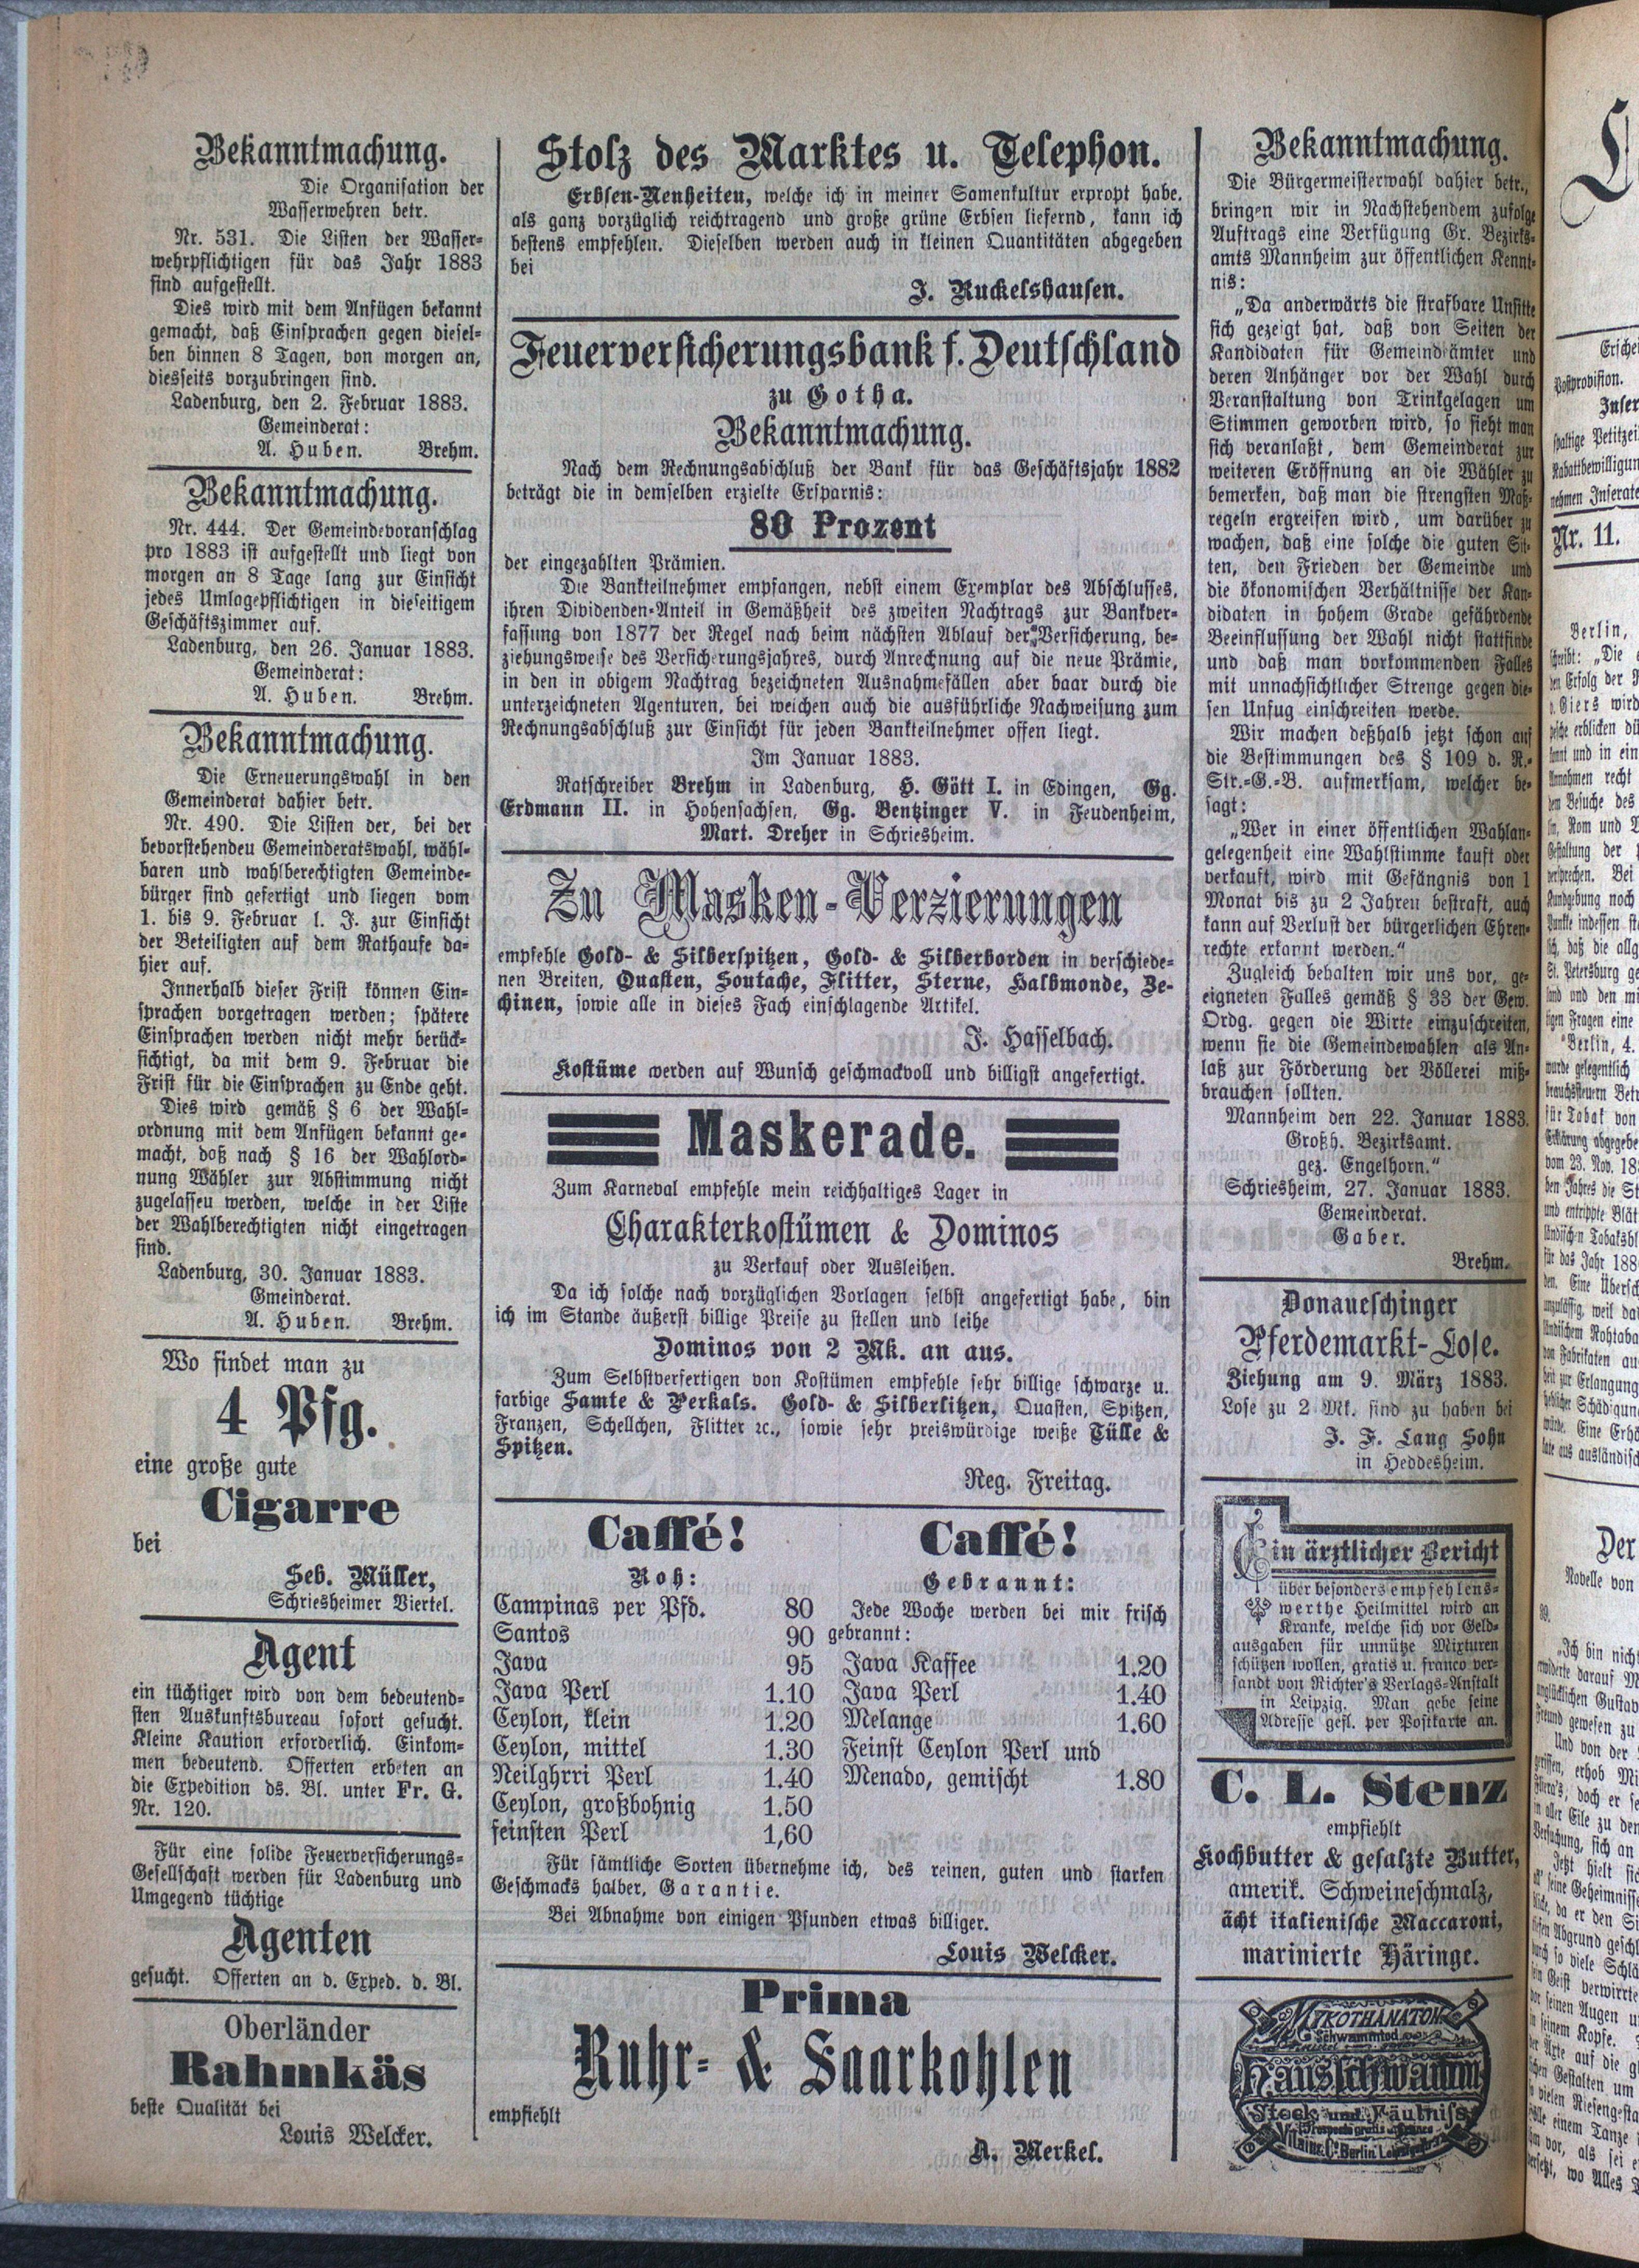 Bekanntmachung.
Die Organisation der
Wasserwehren betr.
Nr. 531. Die Listen der Wasser-
wehrpflichtigen für das Jahr 1883
sind aufgestellt.
Dies wird mit dem Anfügen bekannt
gemacht, daß Einsprachen gegen diesel-
ben binnen 8 Tagen, von morgen an,
diesseits vorzubringen sind.
Ladenburg, den 2. Februar 1883.
Gemeinderat:
A. Huben. Brehm.
Bekanntmachung.
Nr. 444. Der Gemeindevoranschlag
pro 1883 ist aufgestellt und liegt von
morgen an 8 Tage lang zur Einsicht
jedes Umlagepflichtigen in dieseitigem
Geschäftszimmer auf.
Ladenburg, den 26. Januar 1883.
Gemeinderat:
A. Huben. Brehm.
Bekanntmachung.
Die Erneuerungswahl in den
Gemeinderat dahier betr.
Nr. 490. Die Listen der, bei der
bevorstehendeu Gemeinderatswahl, wähl-
baren und wahlberechtigten Gemeinde-
bürger sind gefertigt und liegen vom
1. bis 9. Februar l. J. zur Einsicht
der Beteiligten auf dem Rathause da-
hier auf.
Innerhalb dieser Frist können Ein-
sprachen vorgetragen werden; spätere
Einsprachen werden nicht mehr berück-
sichtigt, da mit dem 9. Februar die
Frist für die Einsprachen zu Ende geht.
Dies wird gemäß § 6 der Wahl-
ordnung mit dem Anfügen bekannt ge-
macht, daß nach § 16 der Wahlord-
nung Wähler zur Abstimmung nicht
zugelasseu werden, welche in der Liste
der Wahlberechtigten nicht eingetragen
sind.
Ladenburg, 30. Januar 1883.
Gmeinderat.
A. Huben. Brehm.
Wo findet man zu
4 Pfg.
eine große gute
Cigarre
bei
Seb. Müller,
Schriesheimer Viertel.
Agent
ein tüchtiger wird von dem bedeutend-
sten Auskunftsbureau sofort gesucht.
Kleine Kaution erforderlich. Einkom-
men bedeutend. Offerten erbeten an
die Expedition ds. Bl. unter Fr. G.
Nr. 120.
Für eine solide Feuerversicherungs-
Gesellschaft werden für Ladenburg und
Umgegend tüchtige
Agenten
gesucht. Offerten an d. Exped. d. Bl.
Oberländer
Rahmkäs
beste Qualität bei
Louis Welcker.
Stolz des Marktes u. Telephon.
Erbsen-Neuheiten, welche ich in meiner Samenkultur erpropt habe.
als ganz vorzüglich reichtragend und große grüne Erbsen liefernd, kann ich
bestens empfehlen. Dieselben werden auch in kleinen Quantitäten abgegeben
bei
J. Ruckelshausen.
Feuerversicherungsbank f. Deutschland
zu Gotha.
Bekanntmachung.
Nach dem Rechnungsabschluß der Bank für das Geschäftsjahr 1882
beträgt die in demselben erzielte Ersparnis:
80 Prozent
der eingezahlten Prämien.
Die Bankteilnehmer empfangen, nebst einem Exemplar des Abschlusses,
ihren Dividenden-Anteil in Gemäßheit des zweiten Nachtrags zur Bankver-
fassung von 1877 der Regel nach beim nächsten Ablauf der Versicherung, be-
ziehungsweise des Versicherungsjahres, durch Anrechnung auf die neue Prämie,
in den in obigem Nachtrag bezeichneten Ausnahmefällen aber baar durch die
unterzeichneten Agenturen, bei welchen auch die ausführliche Nachweisung zum
Rechnungsabschluß zur Einsicht für jeden Bankteilnehmer offen liegt.
Im Januar 1883.
Ratschreiber Brehm in Ladenburg, H. Gött I. in Edingen, Gg.
Erdmann II. in Hohensachsen, Gg. Bentzinger V. in Feudenheim,
Mart. Dreher in Schriesheim.
Zu Masken-Verzierungen
empfehle Gold- & Silberspitzen, Gold- & Silberborden in verschiede-
nen Breiten, Quasten, Soutache, Flitter, Sterne, Halbmonde, Ze-
chinen, sowie alle in dieses Fach einschlagende Artikel.
J. Hasselbach.
Kostüme werden auf Wunsch geschmackvoll und billigst angefertigt.
Maskerade.
Zum Karneval empfehle mein reichhaltiges Lager in
Charakterkostümen & Dominos
zu Verkauf oder Ausleihen.
Da ich solche nach vorzüglichen Vorlagen selbst angefertigt habe, bin
ich im Stande äußerst billige Preise zu stellen und leihe
Dominos von 2 Mk. an aus.
Zum Selbstverfertigen von Kostümen empfehle sehr billige schwarze u.
farbige Samte & Perkals. Gold- & Silberlitzen, Quasten, Spitzen,
Franzen, Schellchen, Flitter ꝛc., sowie sehr preiswürdige weiße Tülle &
Spitzen.
Reg. Freitag.
Caffé!
Roh:
Campinas per Pfd. 80
Santos 90
Java 95
Java Perl 1.10
Ceylon, klein 1.20
Ceylon, mittel 1.30
Neilghrri Perl 1.40
Ceylon, großbohnig 1.50
feinsten Perl 1,60
Caffé!
Gebrannt:
Jede Woche werden bei mir frisch
gebrannt:
Java Kaffee 1.20
Java Perl 1.40
Melange 1.60
Feinst Ceylon Perl und
Menado, gemischt 1.80
Für sämtliche Sorten übernehme ich, des reinen, guten und starken
Geschmacks halber, Garantie.
Bei Abnahme von einigen Pfunden etwas billiger.
Louis Welcker.
Prima
Ruhr- & Saarkohlen
empfiehlt
A. Merkel.
Bekanntmachung.
Die Bürgermeisterwahl dahier betr.,
bringen wir in Nachstehendem zufolge
Auftrags eine Verfügung Gr. Bezirks-
amts Mannheim zur öffentlichen Kennt-
nis:
„Da anderwärts die strafbare Unsitte
sich gezeigt hat, daß von Seiten der
Kandidaten für Gemeindeämter und
deren Anhänger vor der Wahl durch
Veranstaltung von Trinkgelagen um
Stimmen geworben wird, so sieht man
sich veranlaßt, dem Gemeinderat zur
weiteren Eröffnung an die Wähler zu
bemerken, daß man die strengsten Maß-
regeln ergreifen wird, um darüber zu
wachen, daß eine solche die guten Sit-
ten, den Frieden der Gemeinde und
die ökonomischen Verhältnisse der Kan-
didaten in hohem Grade gefährdende
Beeinflussung der Wahl nicht stattfinde
und daß man vorkommenden Falles
mit unnachsichtlicher Strenge gegen die-
sen Unfug einschreiten werde.
Wir machen deßhalb jetzt schon auf
die Bestimmungen des § 109 d. R.-
Str.-G.-B. aufmerksam, welcher be-
sagt:
„Wer in einer öffentlichen Wahlan-
gelegenheit eine Wahlstimme kauft oder
verkauft, wird mit Gefängnis von 1
Monat bis zu 2 Jahren bestraft, auch
kann auf Verlust der bürgerlichen Ehren-
rechte erkannt werden.“
Zugleich behalten wir uns vor, ge-
eigneten Falles gemäß § 33 der Gew.
Ordg. gegen die Wirte einzuschreiten,
wenn sie die Gemeindewahlen als An-
laß zur Förderung der Völlerei miß-
brauchen sollten.
Mannheim den 22. Januar 1883.
Großh. Bezirksamt.
gez. Engelhorn.“
Schriesheim, 27. Januar 1883.
Gemeinderat.
Gaber.
Brehm.
Donaueschinger
Pferdemarkt-Lose.
Ziehung am 9. März 1883.
Lose zu 2 Mk. sind zu haben bei
J. F. Lang Sohn
in Heddesheim.
Ein ärztlicher Bericht
über besonders empfehlens-
werthe Heilmittel wird an
Kranke, welche sich vor Geld-
ausgaben für unnütze Mixturen
schützen wollen, gratis u. franco ver-
sandt von Richter's Verlags-Anstalt
in Leipzig. Man gebe seine
Adresse gefl. per Postkarte an.
C. L. Stenz
empfiehlt
Kochbutter & gesalzte Butter,
amerik. Schweineschmalz,
ächt italienische Maccaroni,
marinierte Häringe.
MYKOTHANATON
Schwammtod
Hausschwamm
Stock und Fäulniss
Prospecte gratis
Vilain & Co. Berlin
Nr. 11.